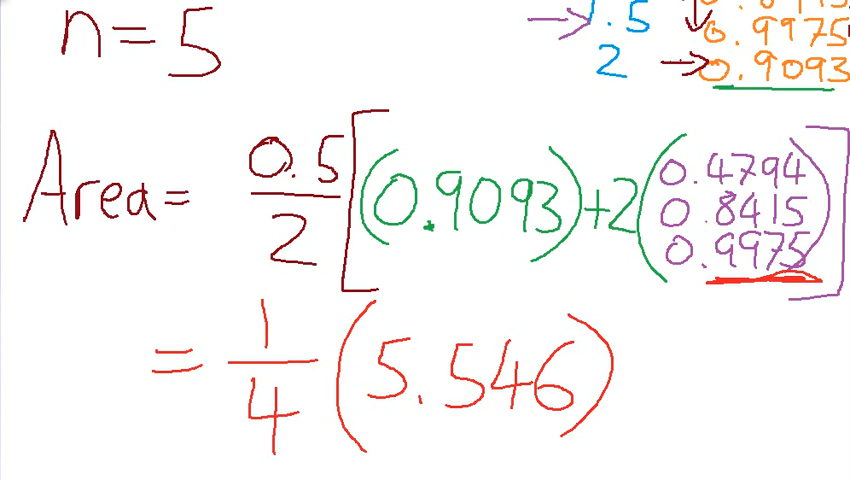 n = 5
1.5 0.9975
2 → 0.9093
Area = 0.5/2 [(0.9093) + 2(0.4794
0.8415
0.9975)]
= 1/4 (5.546)